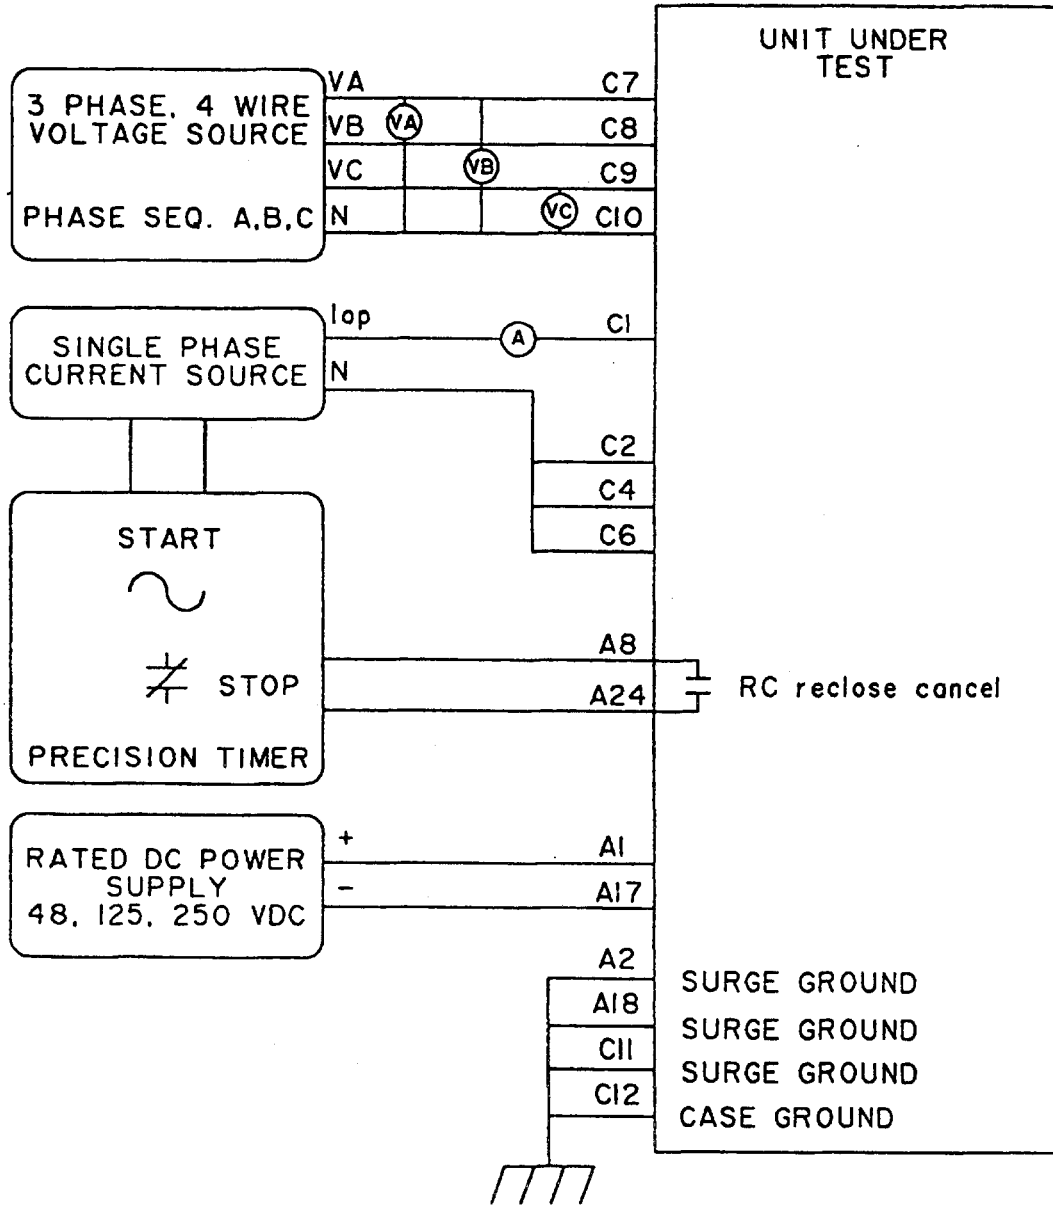 UNIT UNDER
TEST
3 PHASE, 4 WIRE
VOLTAGE SOURCE
PHASE SEQ. A,B,C
VA
VB
VC
N
VA
VB
VC
C7
C8
C9
C10
SINGLE PHASE
CURRENT SOURCE
Iop
N
A
C1
C2
C4
C6
START
STOP
PRECISION TIMER
A8
A24
RC reclose cancel
RATED DC POWER
SUPPLY
48, 125, 250 VDC
+
-
A1
A17
A2
A18
C11
C12
SURGE GROUND
SURGE GROUND
SURGE GROUND
CASE GROUND